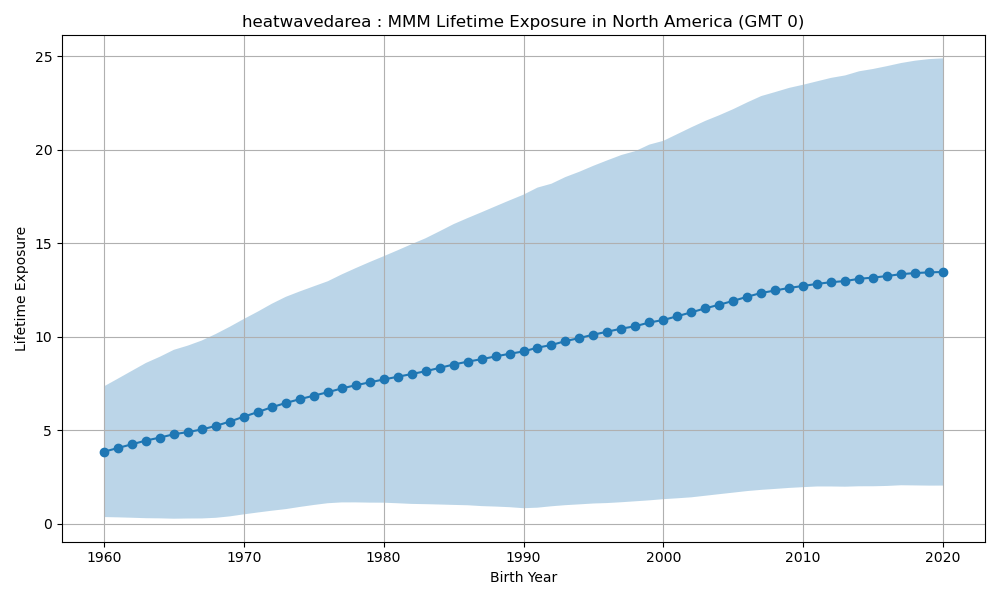 heatwavedarea : MMM Lifetime Exposure in North America (GMT 0)
Lifetime Exposure
25
20
15
10
5
0
1960 1970 1980 1990 2000 2010 2020
Birth Year